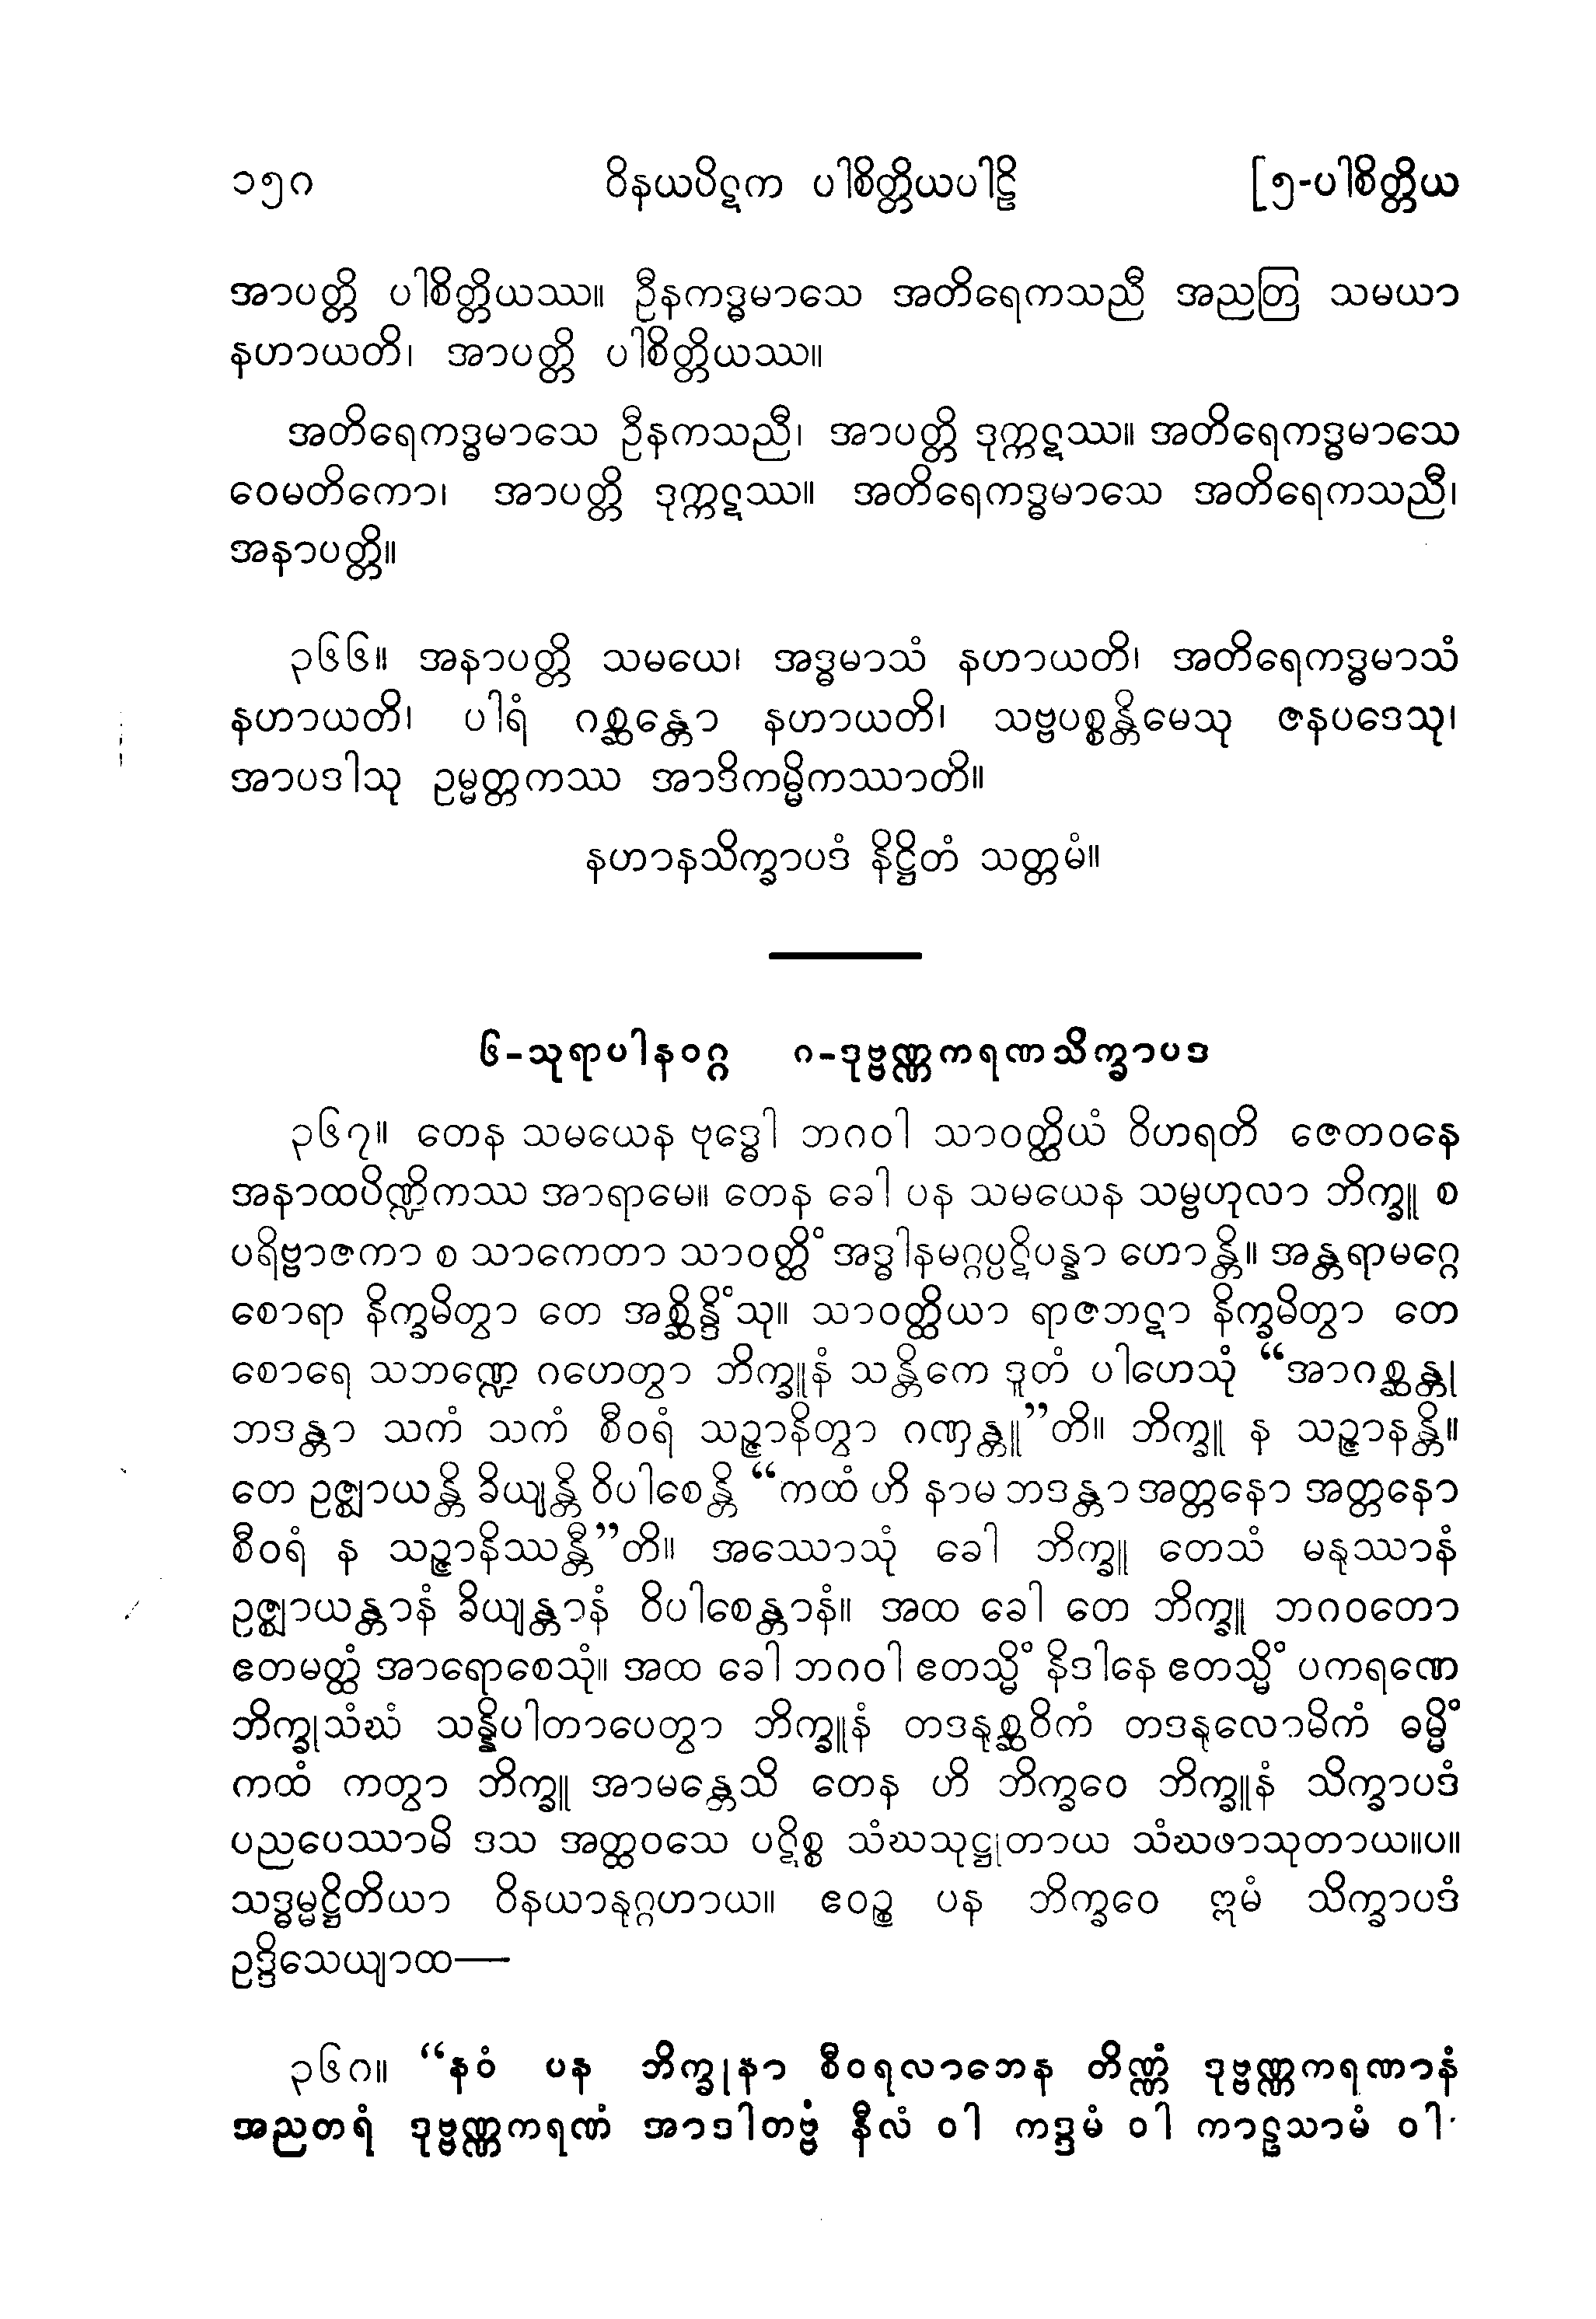 ၁၅၈ ဝိနယပိဋက ပါစိတ္တိယပါဠိ [၅-ပါစိတ္တိယ
အာပတ္တိ ပါစိတ္တိယဿ။ ဦနကဒ္ဓမာသေ အတိရေကသညီ အညတြ သမယာ
နဟာယတိ၊ အာပတ္တိ ပါစိတ္တိယဿ။
အတိရေကဒ္ဓမာသေ ဦနကသညီ၊ အာပတ္တိ ဒုက္ကဋဿ။ အတိရေကဒ္ဓမာသေ
ဝေမတိကော၊ အာပတ္တိ ဒုက္ကဋဿ။ အတိရေကဒ္ဓမာသေ အတိရေကသညီ၊
အနာပတ္တိ။
၃၆၆။ အနာပတ္တိ သမယေ၊ အဒ္ဓမာသံ နဟာယတိ၊ အတိရေကဒ္ဓမာသံ
နဟာယတိ၊ ပါရံ ဂစ္ဆန္တော နဟာယတိ၊ သဗ္ဗပစ္စန္တိမေသု ဇနပဒေသု၊
အာပဒါသု ဥမ္မတ္တကဿ အာဒိကမ္မိကဿာတိ။
နဟာနသိက္ခာပဒံ နိဋ္ဌိတံ သတ္တမံ။
၆-သုရာပါနဝဂ္ဂ ၈-ဒုဗ္ဗဏ္ဏကရဏသိက္ခာပဒ
၃၆၇။ တေန သမယေန ဗုဒ္ဓေါ ဘဂဝါ သာဝတ္ထိယံ ဝိဟရတိ ဇေတဝနေ
အနာထပိဏ္ဍိကဿ အာရာမေ။ တေန ခေါ ပန သမယေန သမ္ဗဟုလာ ဘိက္ခူ စ
ပရိဗ္ဗာဇကာ စ သာကေတာ သာဝတ္ထိံ အဒ္ဓါနမဂ္ဂပ္ပဋိပန္နာ ဟောန္တိ။ အန္တရာမဂ္ဂေ
စောရာ နိက္ခမိတွာ တေ အစ္ဆိန္ဒိံသု။ သာဝတ္ထိယာ ရာဇဘဋာ နိက္ခမိတွာ တေ
စောရေ သဘဏ္ဍေ ဂဟေတွာ ဘိက္ခူနံ သန္တိကေ ဒူတံ ပါဟေသုံ “အာဂစ္ဆန္တု
ဘဒန္တာ သကံ သကံ စီဝရံ သဉ္ဇာနိတွာ ဂဏှန္တူ”တိ။ ဘိက္ခူ န သဉ္ဇာနန္တိ။
တေ ဥဇ္ဈာယန္တိ ခိယျန္တိ ဝိပါစေန္တိ “ကထံ ဟိ နာမ ဘဒန္တာ အတ္တနော အတ္တနော
စီဝရံ န သဉ္ဇာနိဿန္တီ”တိ။ အဿောသုံ ခေါ ဘိက္ခူ တေသံ မနုဿာနံ
ဥဇ္ဈာယန္တာနံ ခိယျန္တာနံ ဝိပါစေန္တာနံ။ အထ ခေါ တေ ဘိက္ခူ ဘဂဝတော
ဧတမတ္ထံ အာရောစေသုံ။ အထ ခေါ ဘဂဝါ ဧတသ္မိံ နိဒါနေ ဧတသ္မိံ ပကရဏေ
ဘိက္ခုသံဃံ သန္နိပါတာပေတွာ ဘိက္ခူနံ တဒနုစ္ဆဝိကံ တဒနုလောမိကံ ဓမ္မိံ
ကထံ ကတွာ ဘိက္ခူ အာမန္တေသိ တေန ဟိ ဘိက္ခဝေ ဘိက္ခူနံ သိက္ခာပဒံ
ပညပေဿာမိ ဒသ အတ္ထဝသေ ပဋိစ္စ သံဃသုဋ္ဌုတာယ သံဃဖာသုတာယ။ပ။
သဒ္ဓမ္မဋ္ဌိတိယာ ဝိနယာနုဂ္ဂဟာယ။ ဧဝဉ္စ ပန ဘိက္ခဝေ ဣမံ သိက္ခာပဒံ
ဥဒ္ဒိသေယျာထ—
၃၆၈။ “နဝံ ပန ဘိက္ခုနာ စီဝရလာဘေန တိဏ္ဏံ ဒုဗ္ဗဏ္ဏကရဏာနံ
အညတရံ ဒုဗ္ဗဏ္ဏကရဏံ အာဒါတဗ္ဗံ နီလံ ဝါ ကဒ္ဒမံ ဝါ ကာဠသာမံ ဝါ